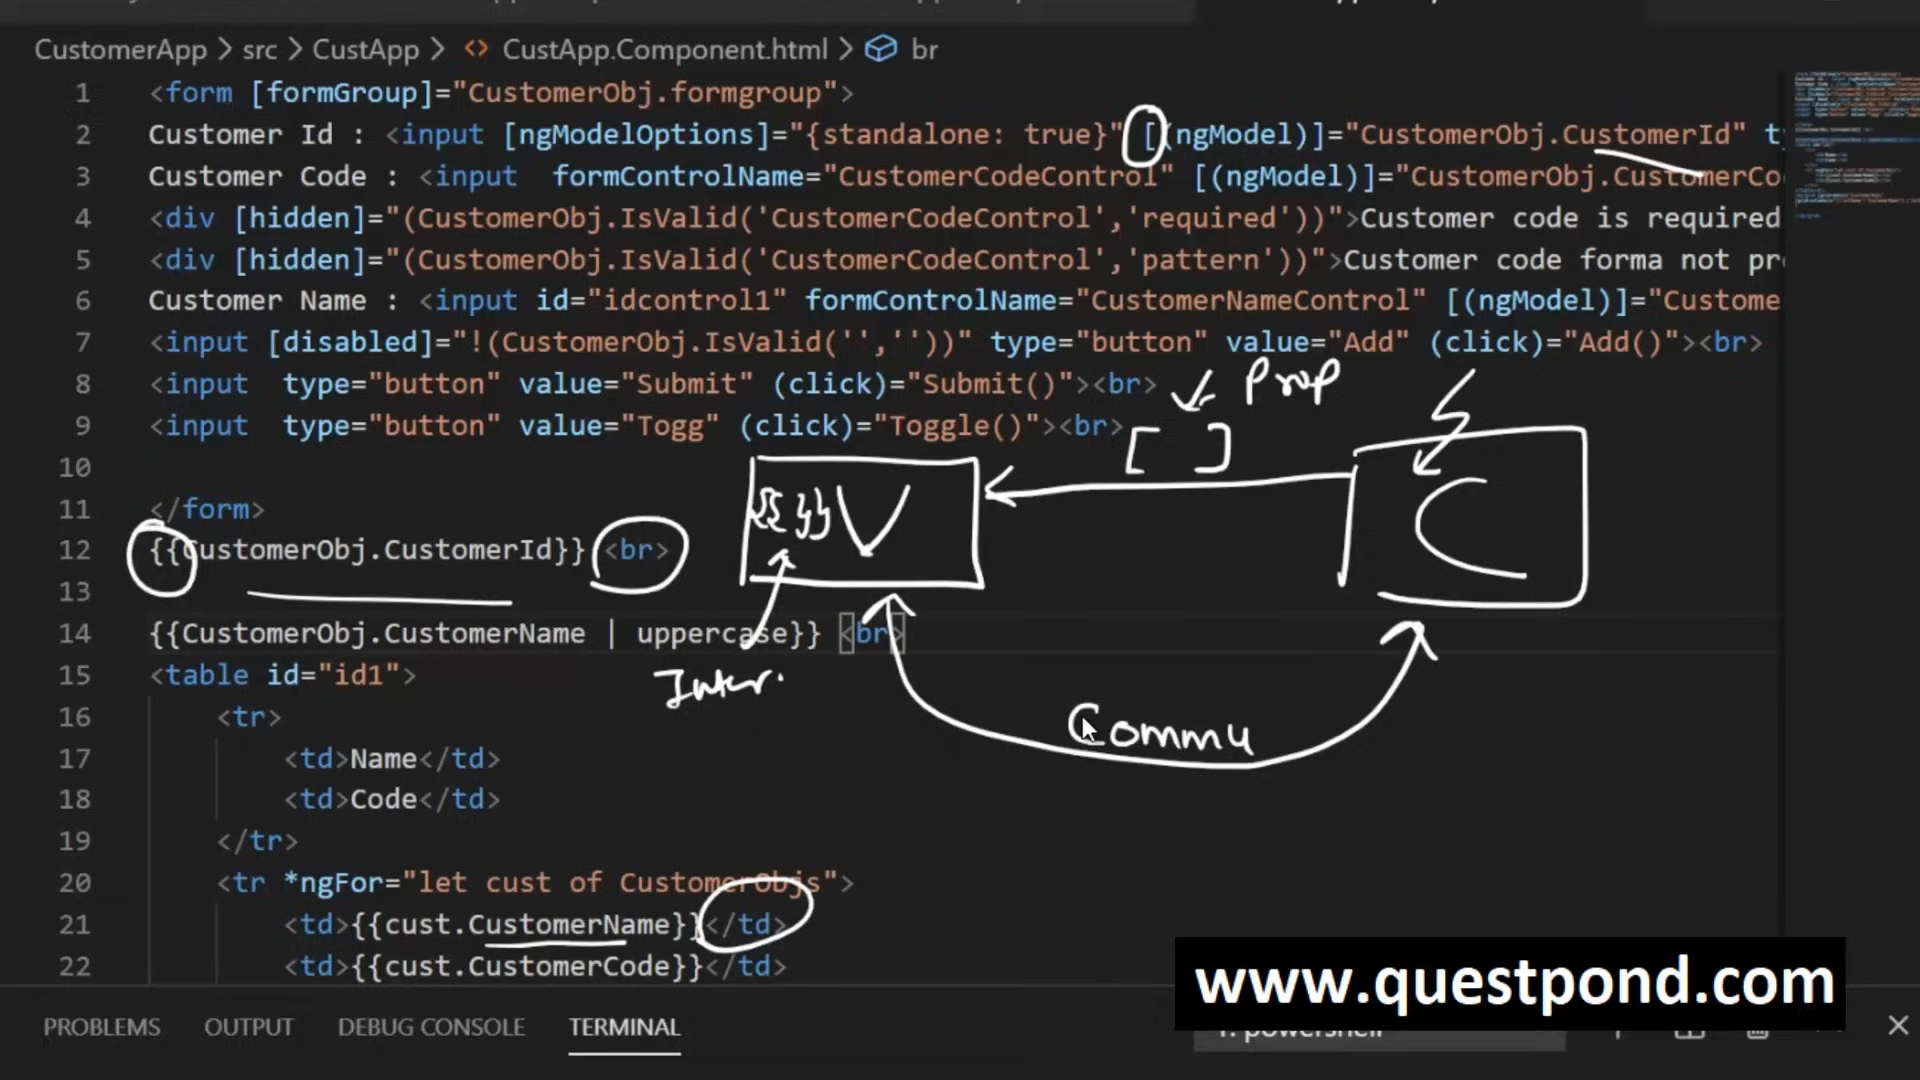 CustomerApp > src > CustApp > <> CustApp.Component.html > br
1 <form [formGroup]="CustomerObj.formgroup">
2 Customer Id : <input [ngModelOptions]="{standalone: true}" [(ngModel)]="CustomerObj.CustomerId" ty
3 Customer Code : <input  formControlName="CustomerCodeControl" [(ngModel)]="CustomerObj.CustomerCo
4 <div [hidden]="(CustomerObj.IsValid('CustomerCodeControl','required'))">Customer code is required
5 <div [hidden]="(CustomerObj.IsValid('CustomerCodeControl','pattern'))">Customer code forma not pr
6 Customer Name : <input id="idcontrol1" formControlName="CustomerNameControl" [(ngModel)]="Custome
7 <input [disabled]="!(CustomerObj.IsValid('',''))" type="button" value="Add" (click)="Add()"><br>
8 <input  type="button" value="Submit" (click)="Submit()"><br>
Prop
9 <input  type="button" value="Togg" (click)="Toggle()"><br>
[ ]
10
11 </form>
{{ }} V
C
12 {{CustomerObj.CustomerId}} <br>
13
14 {{CustomerObj.CustomerName | uppercase}} <br>
15 <table id="id1">
Inter.
16 <tr>
Commu
17 <td>Name</td>
18 <td>Code</td>
19 </tr>
20 <tr *ngFor="let cust of CustomerObjs">
21 <td>{{cust.CustomerName}}</td>
22 <td>{{cust.CustomerCode}}</td>
www.questpond.com
PROBLEMS OUTPUT DEBUG CONSOLE TERMINAL 1: powershell